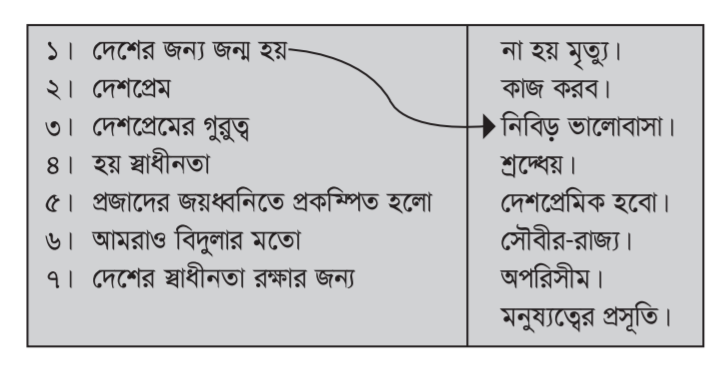 ১। দেশের জন্য জন্ম হয়
২। দেশপ্রেম
৩। দেশপ্রেমের গুরুত্ব
৪। হয় স্বাধীনতা
৫। প্রজাদের জয়ধ্বনিতে প্রকম্পিত হলো
৬। আমরাও বিদুলার মতো
৭। দেশের স্বাধীনতা রক্ষার জন্য
না হয় মৃত্যু।
কাজ করব।
নিবিড় ভালোবাসা।
শ্রদ্ধেয়।
দেশপ্রেমিক হবো।
সৌবীর-রাজ্য।
অপরিসীম।
মনুষ্যত্বের প্রসূতি।